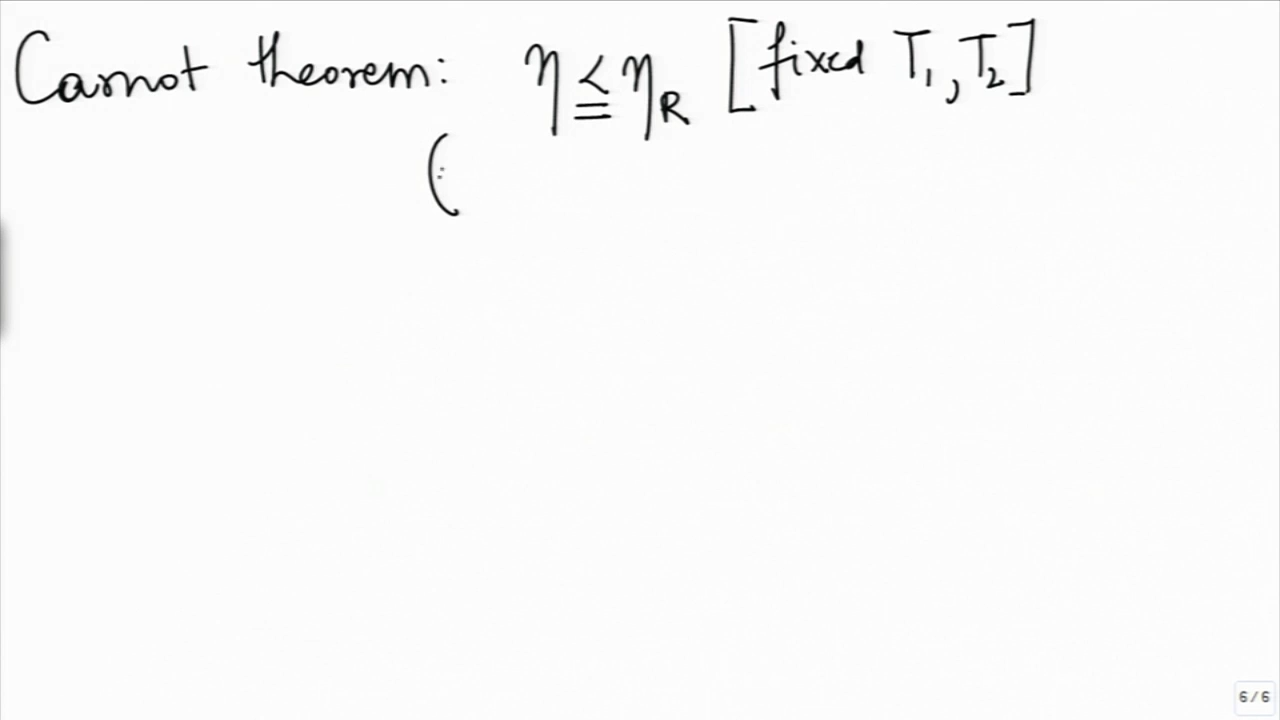 Carnot theorem: η ≦ η_R [fixed T₁, T₂]
(
6/6